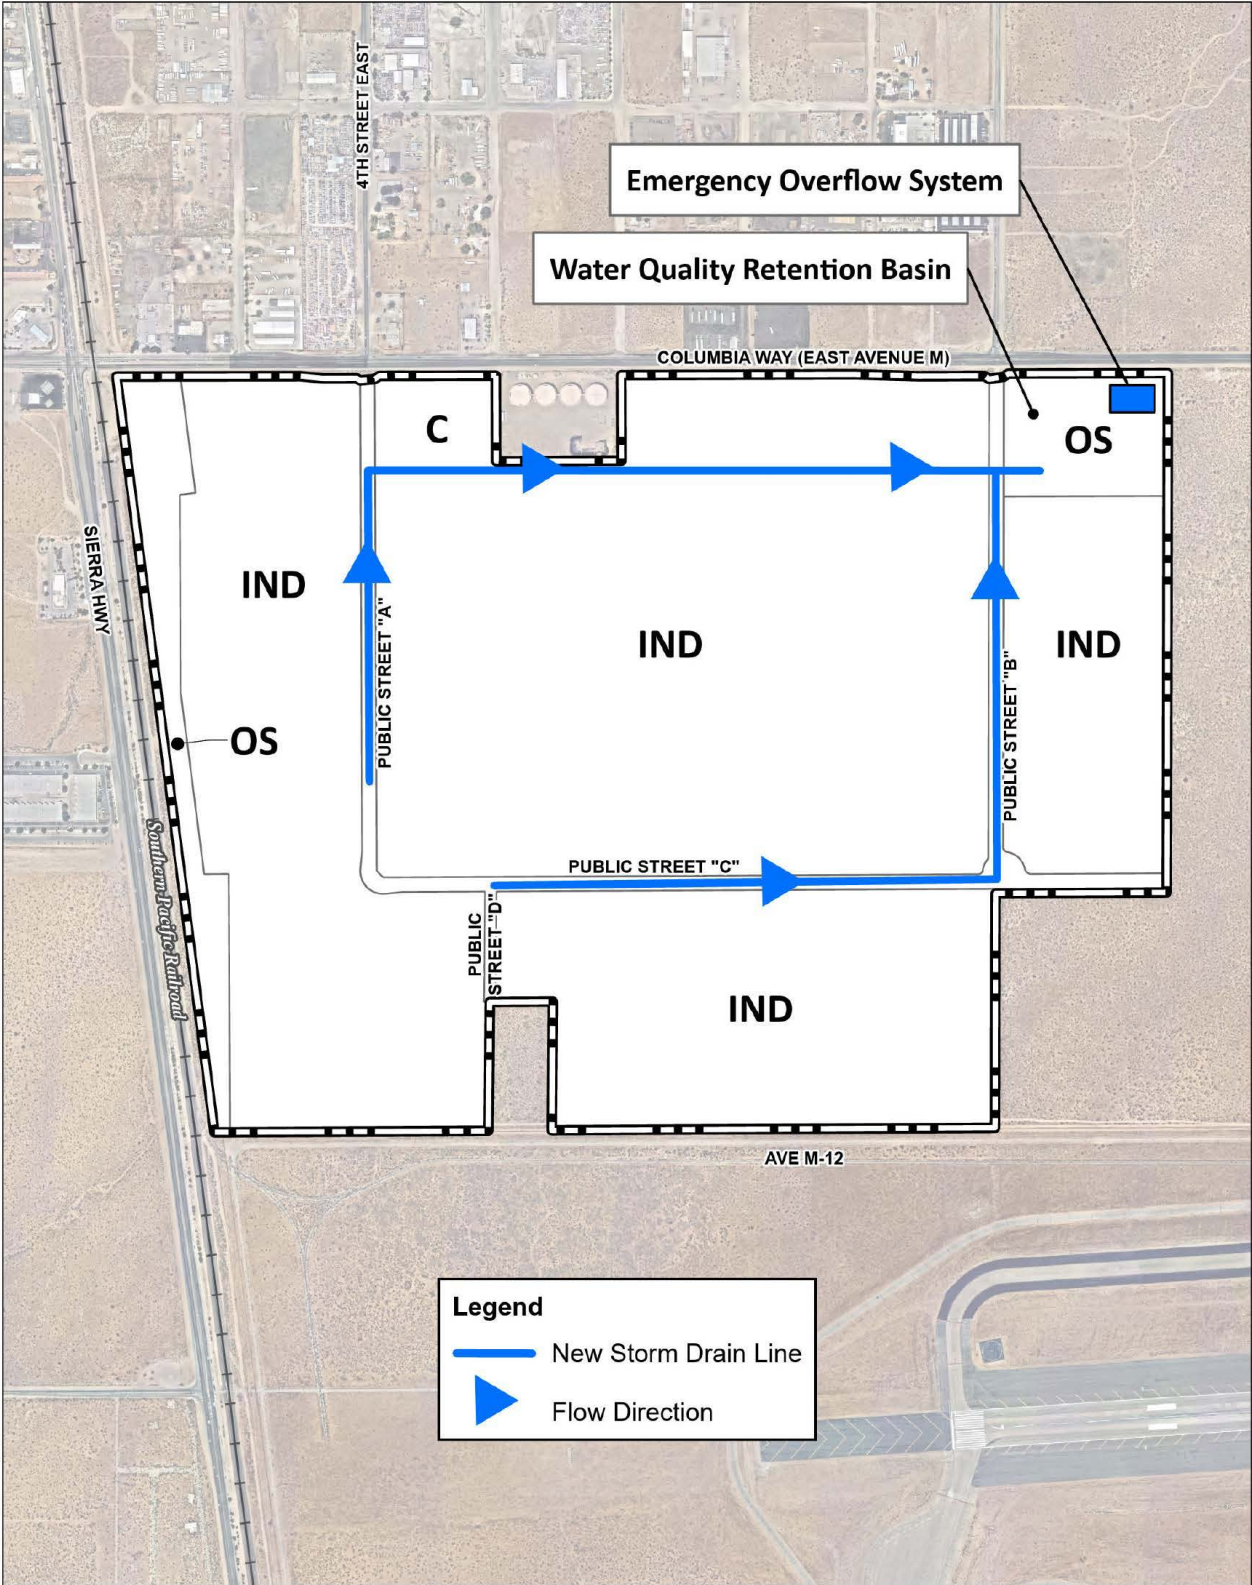 4TH STREET EAST
Emergency Overflow System
Water Quality Retention Basin
COLUMBIA WAY (EAST AVENUE M)
C
OS
SIERRA HWY
IND
PUBLIC STREET "A"
IND
PUBLIC STREET "B"
IND
OS
Southern Pacific Railroad
PUBLIC STREET "C"
PUBLIC
STREET "D"
IND
AVE M-12
Legend
New Storm Drain Line
Flow Direction